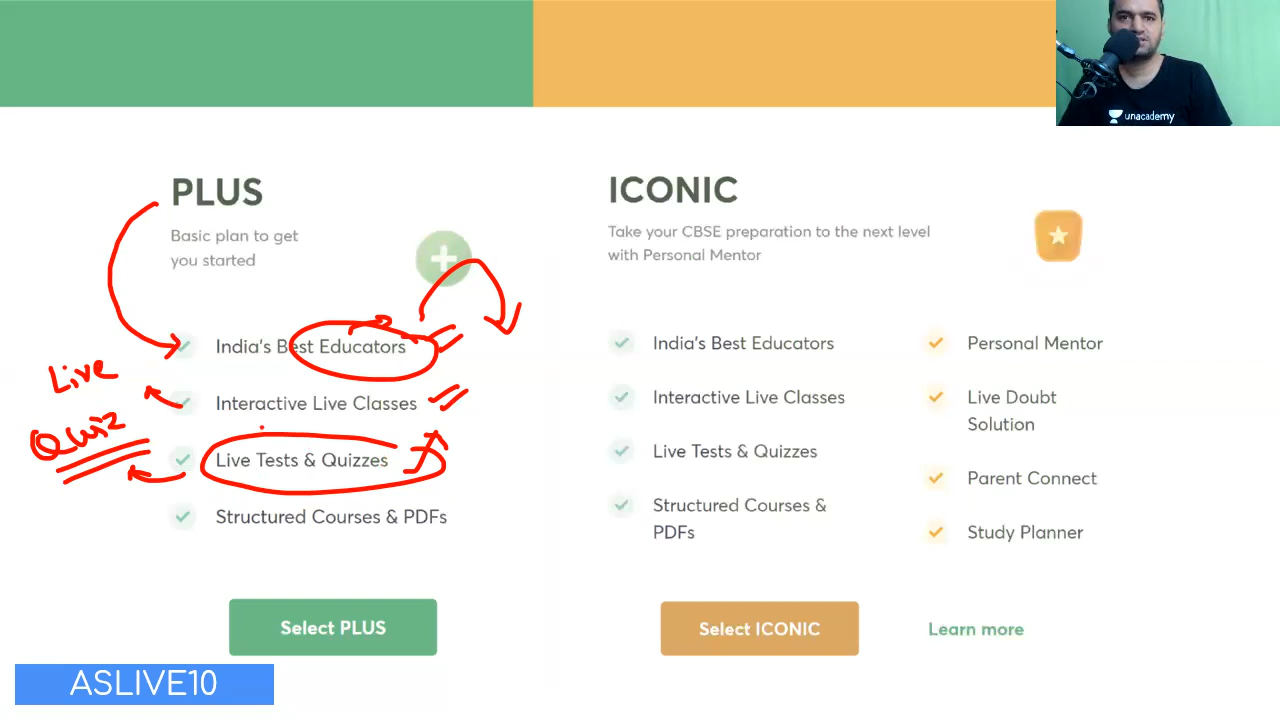 unacademy
PLUS
Basic plan to get
you started
India's Best Educators
Interactive Live Classes
Live Tests & Quizzes
Structured Courses & PDFs
Live
Quiz
Select PLUS
ASLIVE10
ICONIC
Take your CBSE preparation to the next level
with Personal Mentor
India's Best Educators
Interactive Live Classes
Live Tests & Quizzes
Structured Courses &
PDFs
Personal Mentor
Live Doubt
Solution
Parent Connect
Study Planner
Select ICONIC
Learn more